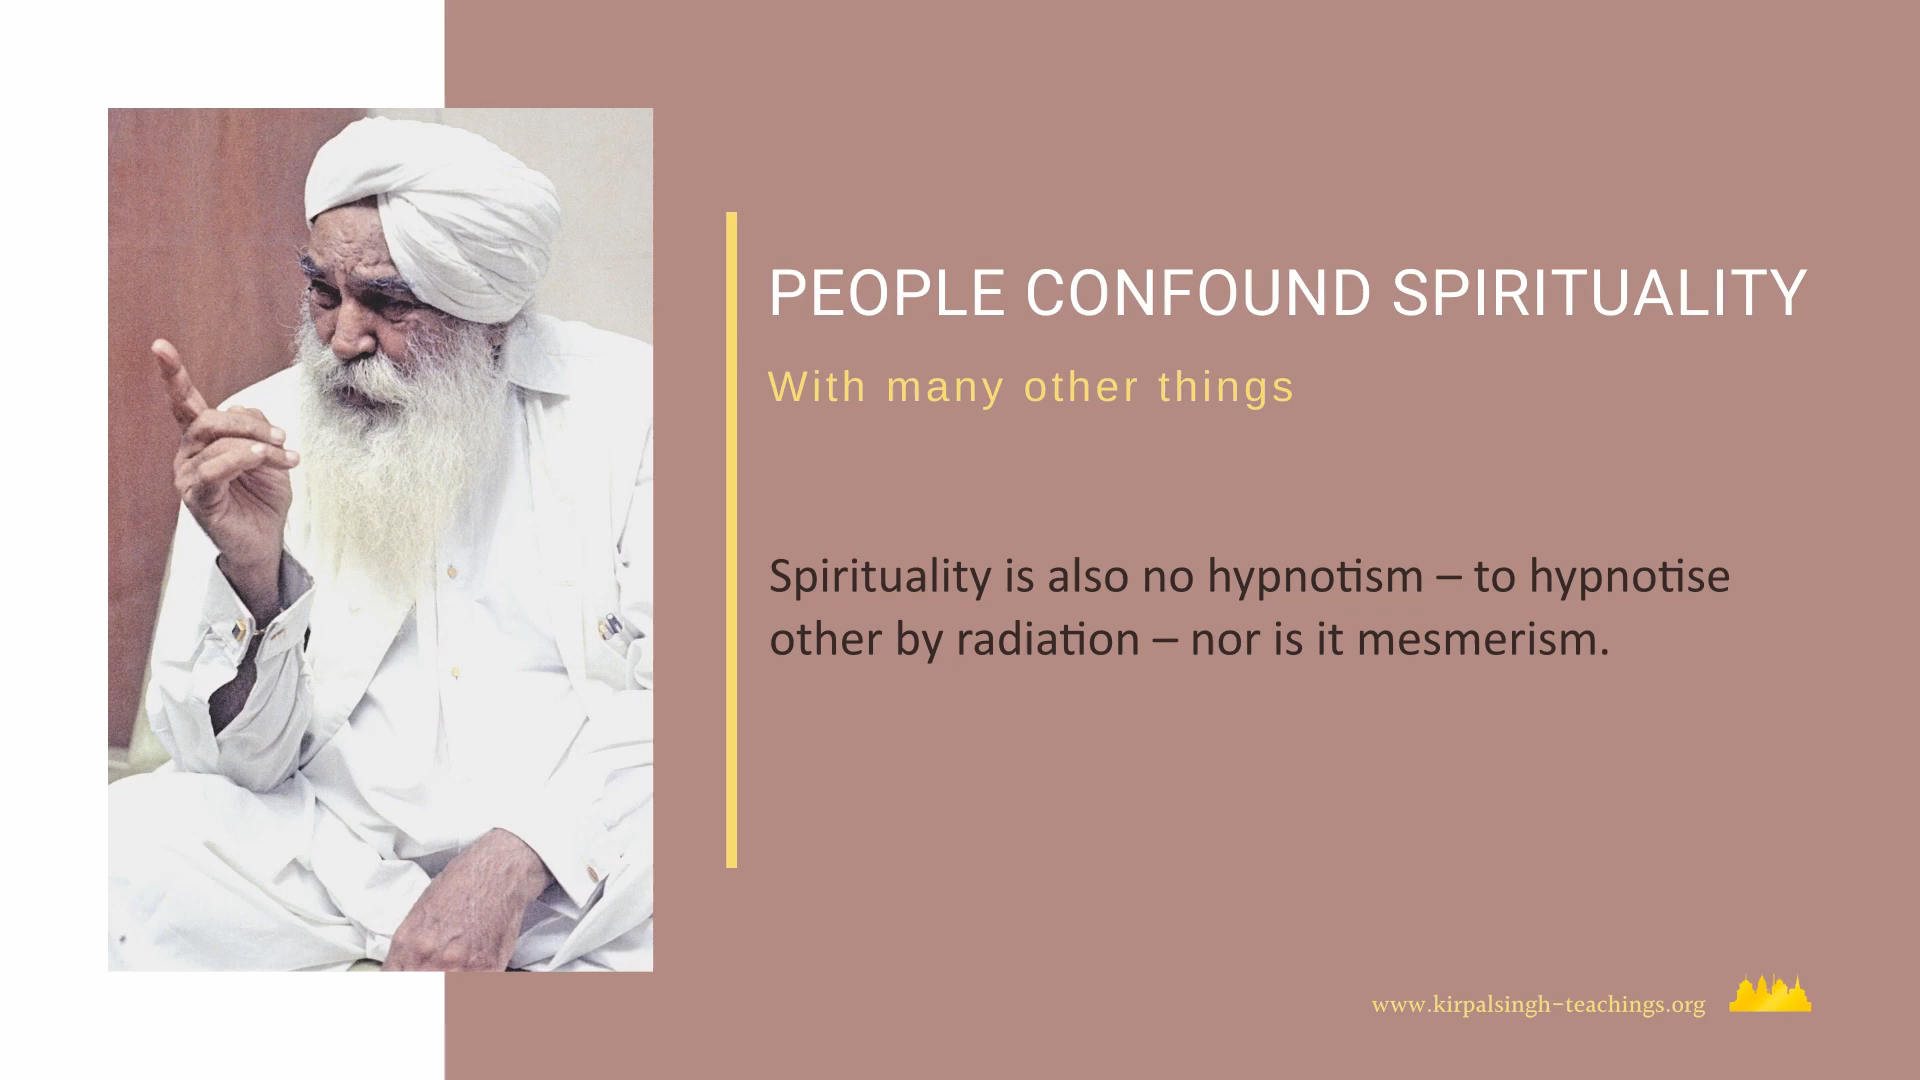 PEOPLE CONFOUND SPIRITUALITY
With many other things
Spirituality is also no hypnotism – to hypnotise
other by radiation – nor is it mesmerism.
www.kirpalsingh-teachings.org